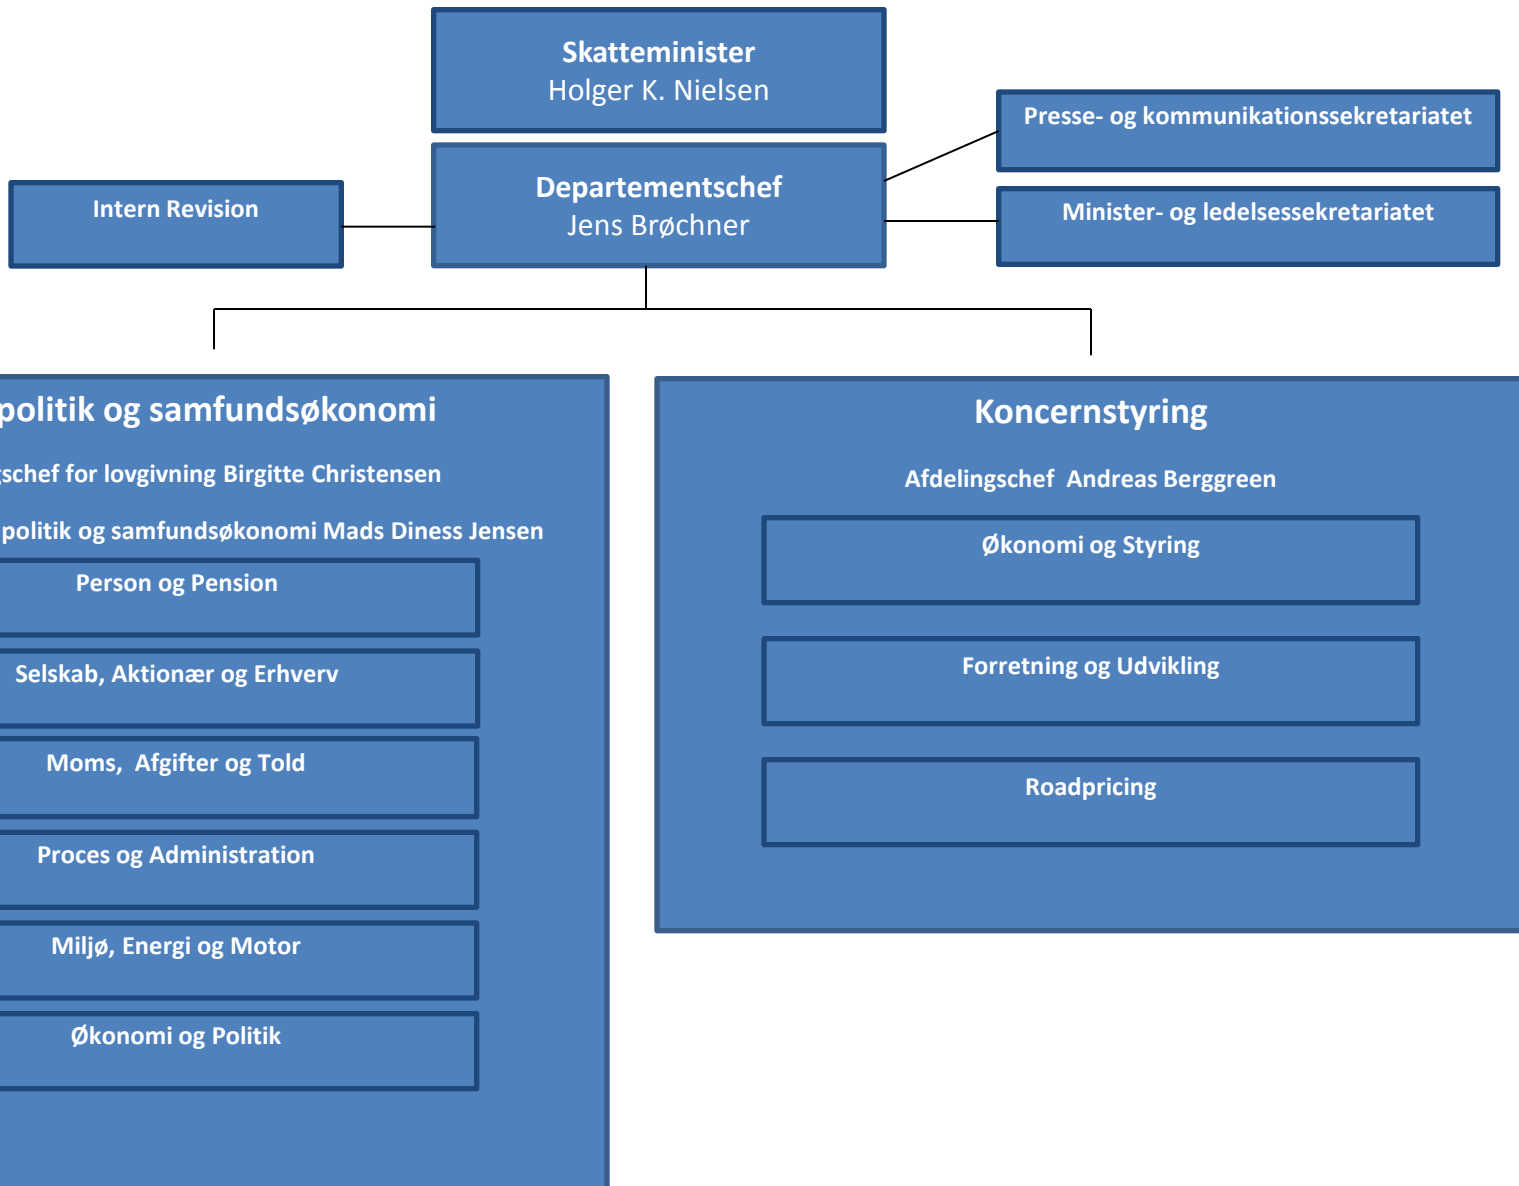 Skatteminister
Holger K. Nielsen
Presse- og kommunikationssekretariatet
Departementschef
Jens Brøchner
Intern Revision
Minister- og ledelsessekretariatet
politik og samfundsøkonomi
gschef for lovgivning Birgitte Christensen
politik og samfundsøkonomi Mads Diness Jensen
Person og Pension
Selskab, Aktionær og Erhverv
Moms,  Afgifter og Told
Proces og Administration
Miljø, Energi og Motor
Økonomi og Politik
Koncernstyring
Afdelingschef  Andreas Berggreen
Økonomi og Styring
Forretning og Udvikling
Roadpricing